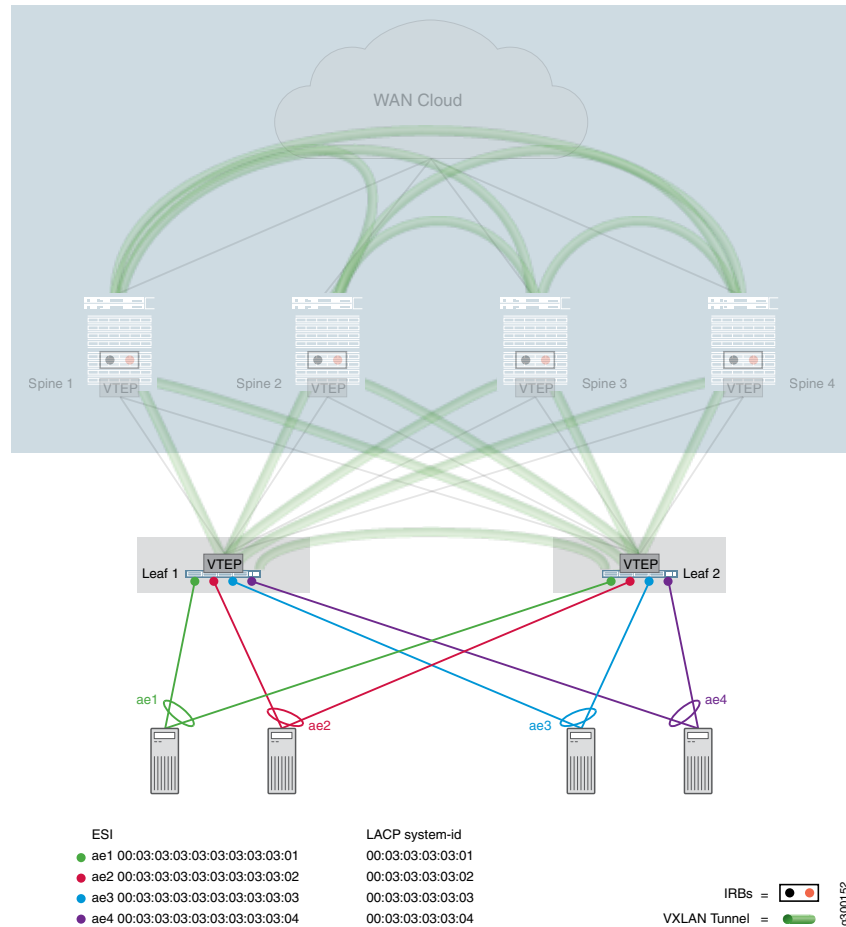 WAN Cloud
Spine 1
VTEP
Spine 2
VTEP
VTEP
Spine 3
VTEP
Spine 4
Leaf 1
VTEP
VTEP
Leaf 2
ae1
ae2
ae3
ae4
ESI LACP system-id
ae1 00:03:03:03:03:03:03:03:03:01 00:03:03:03:03:01
ae2 00:03:03:03:03:03:03:03:03:02 00:03:03:03:03:02
ae3 00:03:03:03:03:03:03:03:03:03 00:03:03:03:03:03
ae4 00:03:03:03:03:03:03:03:03:04 00:03:03:03:03:04
IRBs =
VXLAN Tunnel =
g300152